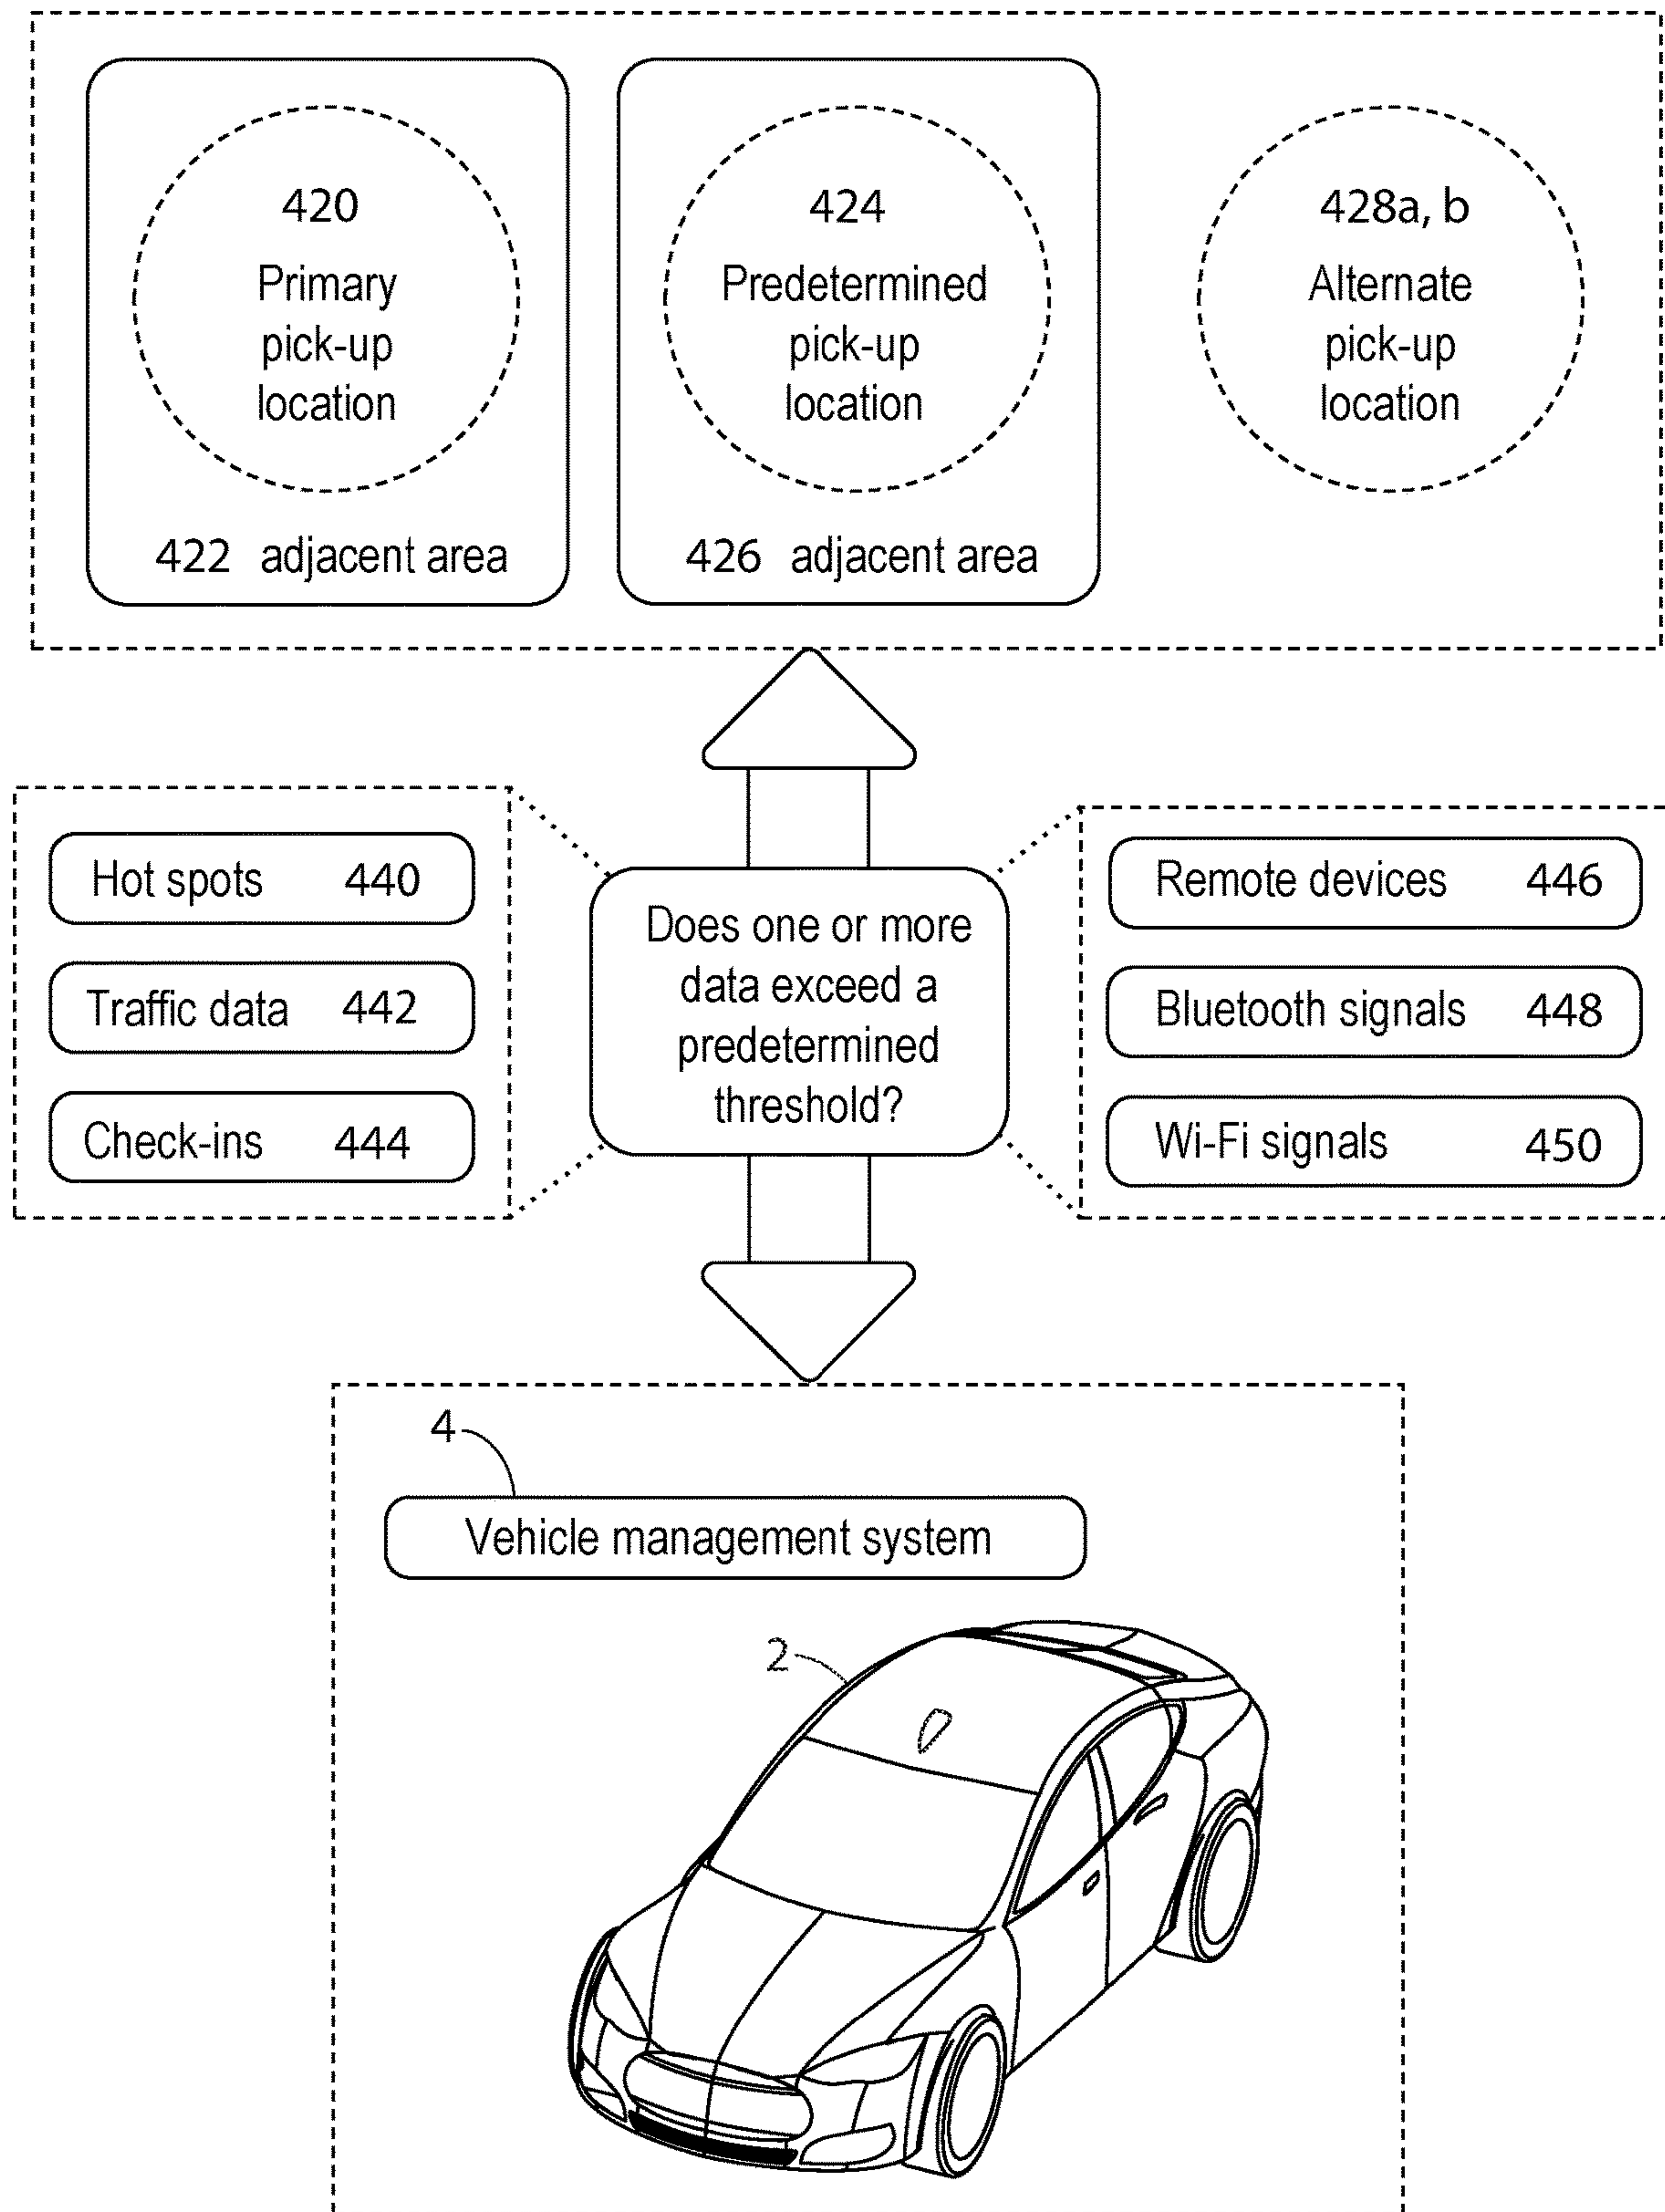 420
Primary
pick-up
location
422 adjacent area
424
Predetermined
pick-up
location
426 adjacent area
428a, b
Alternate
pick-up
location
Hot spots 440
Traffic data 442
Check-ins 444
Does one or more
data exceed a
predetermined
threshold?
Remote devices 446
Bluetooth signals 448
Wi-Fi signals 450
4
Vehicle management system
2